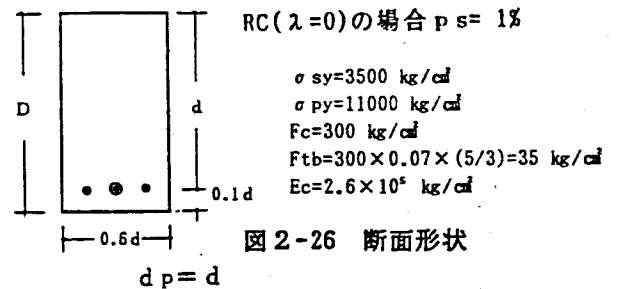 RC(λ=0)の場合ps=1%
σsy=3500 kg/c㎡
σpy=11000 kg/c㎡
Fc=300 kg/c㎡
Ftb=300×0.07×(5/3)=35 kg/c㎡
Ec=2.6×10⁵ kg/c㎡
D
d
0.1d
0.6d
dp=d
図2-26 断面形状